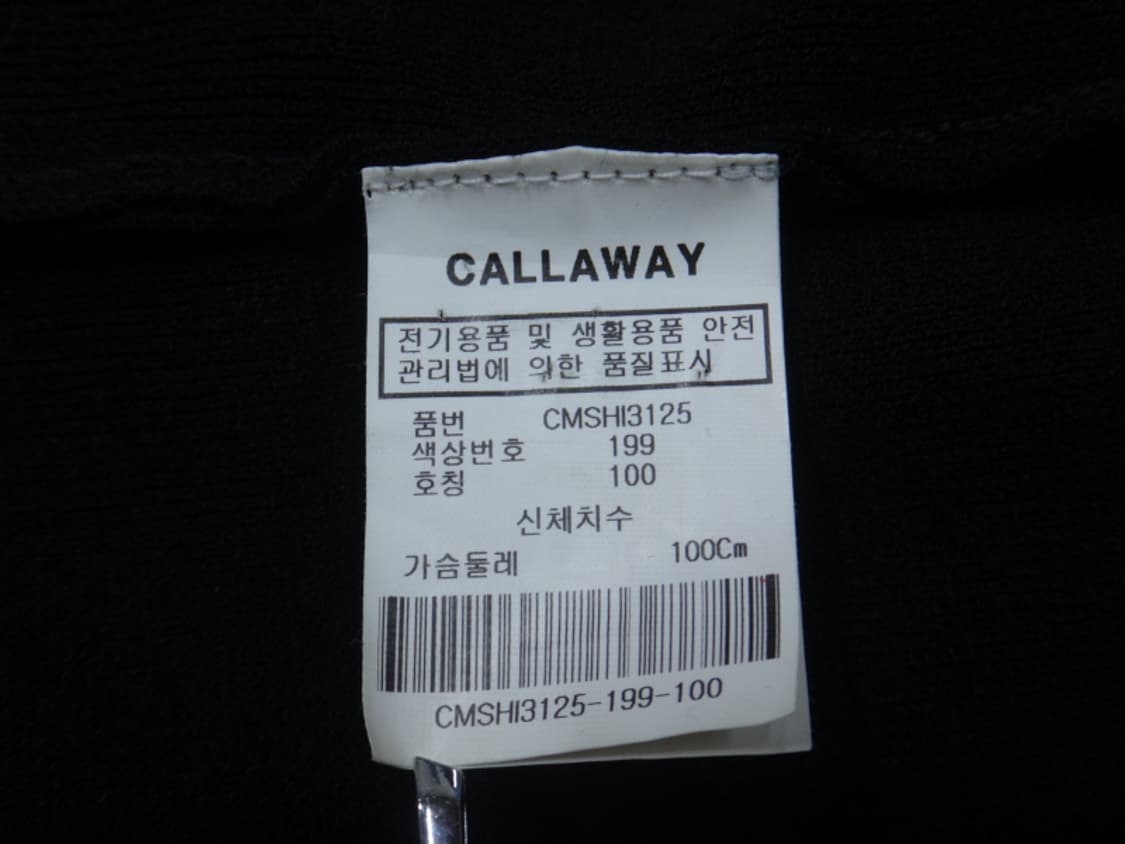 CALLAWAY
전기용품 및 생활용품 안전
관리법에 의한 품질표시
품번 CMSHI3125
색상번호 199
호칭 100
신체치수
가슴둘레 100Cm
CMSHI3125-199-100